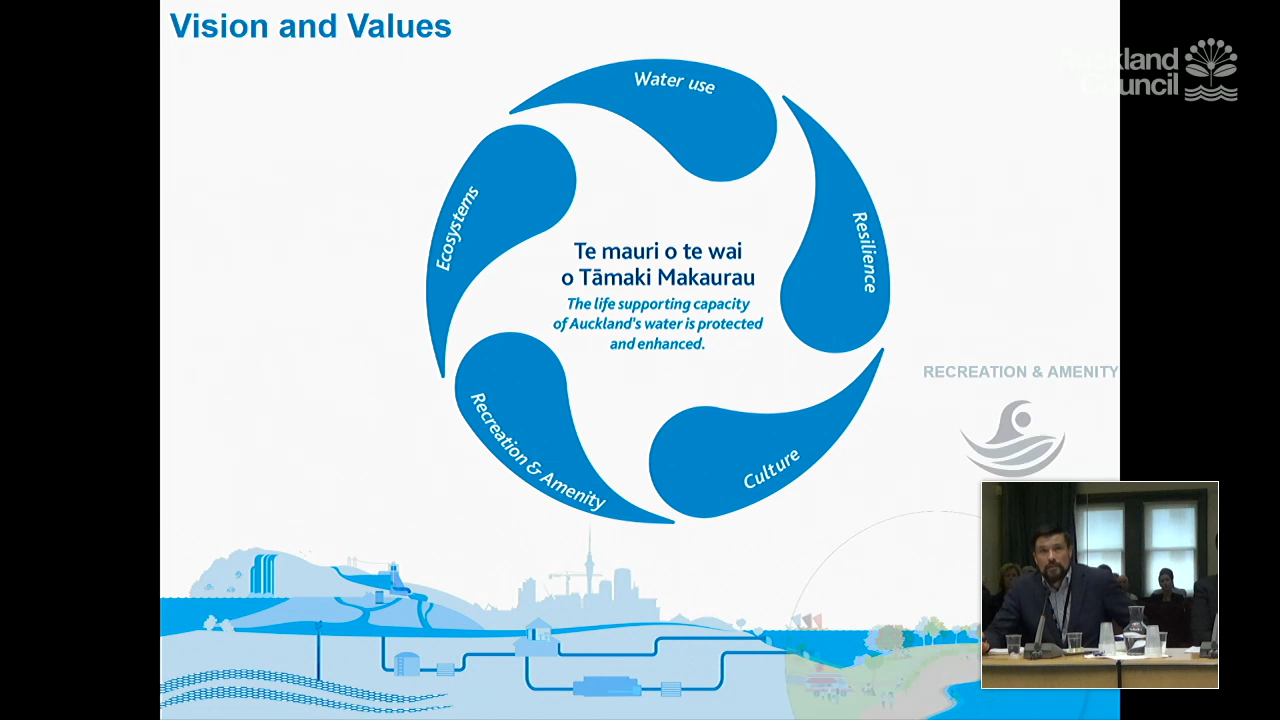 Vision and Values
Auckland
Council
Water use
Resilience
Ecosystems
Te mauri o te wai
o Tāmaki Makaurau
The life supporting capacity
of Auckland's water is protected
and enhanced.
RECREATION & AMENITY
Recreation & Amenity
Culture